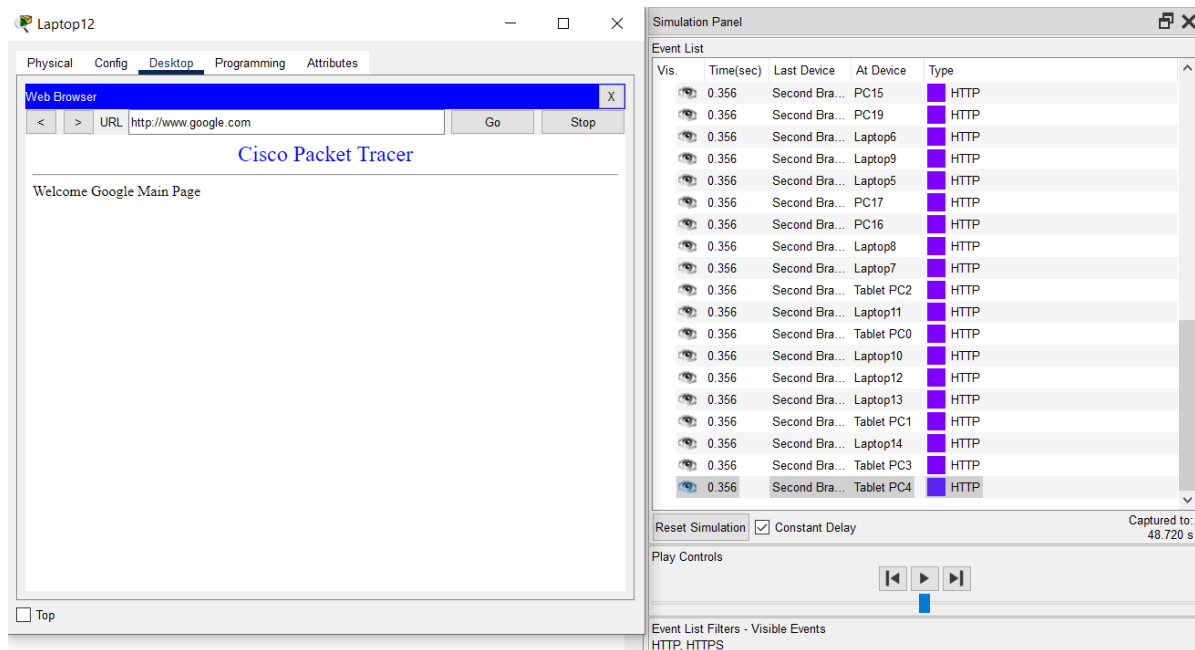 Laptop12
Physical Config Desktop Programming Attributes
Web Browser X
< > URL http://www.google.com Go Stop
Cisco Packet Tracer
Welcome Google Main Page
Top
Simulation Panel
Event List
Vis. Time(sec) Last Device At Device Type
0.356 Second Bra... PC15 HTTP
0.356 Second Bra... PC19 HTTP
0.356 Second Bra... Laptop6 HTTP
0.356 Second Bra... Laptop9 HTTP
0.356 Second Bra... Laptop5 HTTP
0.356 Second Bra... PC17 HTTP
0.356 Second Bra... PC16 HTTP
0.356 Second Bra... Laptop8 HTTP
0.356 Second Bra... Laptop7 HTTP
0.356 Second Bra... Tablet PC2 HTTP
0.356 Second Bra... Laptop11 HTTP
0.356 Second Bra... Tablet PC0 HTTP
0.356 Second Bra... Laptop10 HTTP
0.356 Second Bra... Laptop12 HTTP
0.356 Second Bra... Laptop13 HTTP
0.356 Second Bra... Tablet PC1 HTTP
0.356 Second Bra... Laptop14 HTTP
0.356 Second Bra... Tablet PC3 HTTP
0.356 Second Bra... Tablet PC4 HTTP
Reset Simulation Constant Delay Captured to:
48.720 s
Play Controls
Event List Filters - Visible Events
HTTP, HTTPS